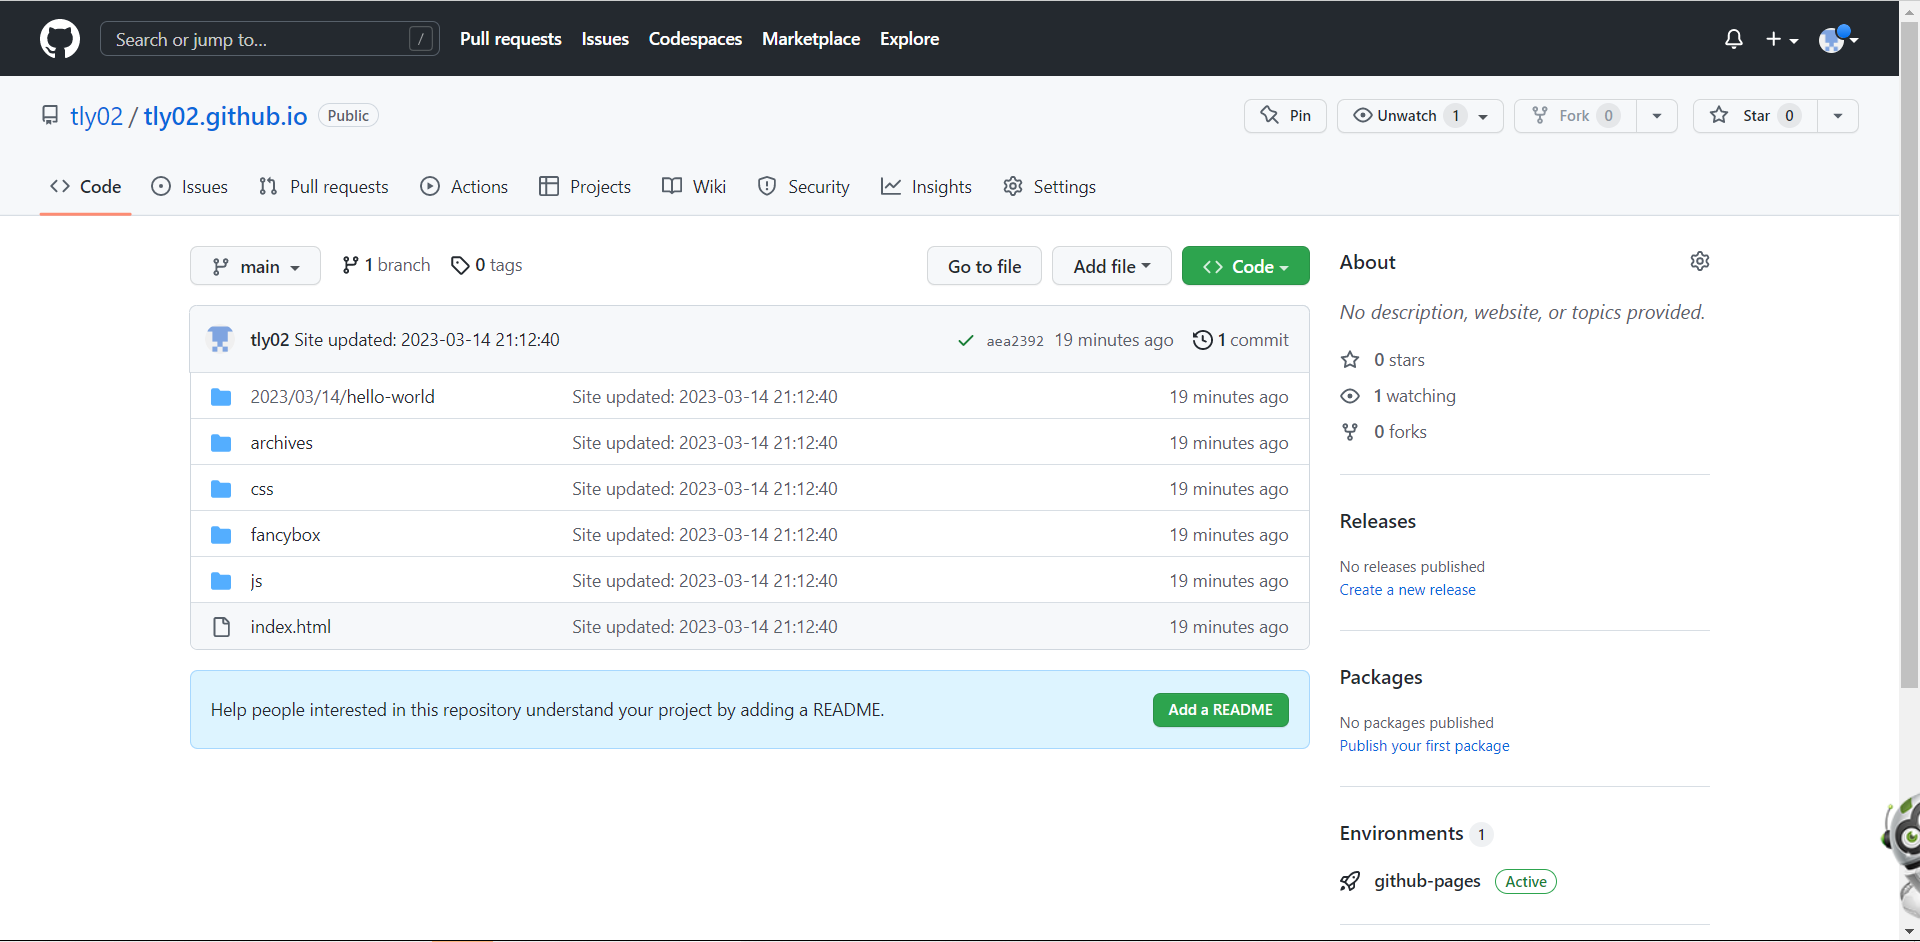 Search or jump to... / Pull requests Issues Codespaces Marketplace Explore
tly02 / tly02.github.io Public Pin Unwatch 1 Fork 0 Star 0
Code Issues Pull requests Actions Projects Wiki Security Insights Settings
main 1 branch 0 tags Go to file Add file Code
tly02 Site updated: 2023-03-14 21:12:40 aea2392 19 minutes ago 1 commit
2023/03/14/hello-world Site updated: 2023-03-14 21:12:40 19 minutes ago
archives Site updated: 2023-03-14 21:12:40 19 minutes ago
css Site updated: 2023-03-14 21:12:40 19 minutes ago
fancybox Site updated: 2023-03-14 21:12:40 19 minutes ago
js Site updated: 2023-03-14 21:12:40 19 minutes ago
index.html Site updated: 2023-03-14 21:12:40 19 minutes ago
Help people interested in this repository understand your project by adding a README. Add a README
About
No description, website, or topics provided.
0 stars
1 watching
0 forks
Releases
No releases published
Create a new release
Packages
No packages published
Publish your first package
Environments 1
github-pages Active